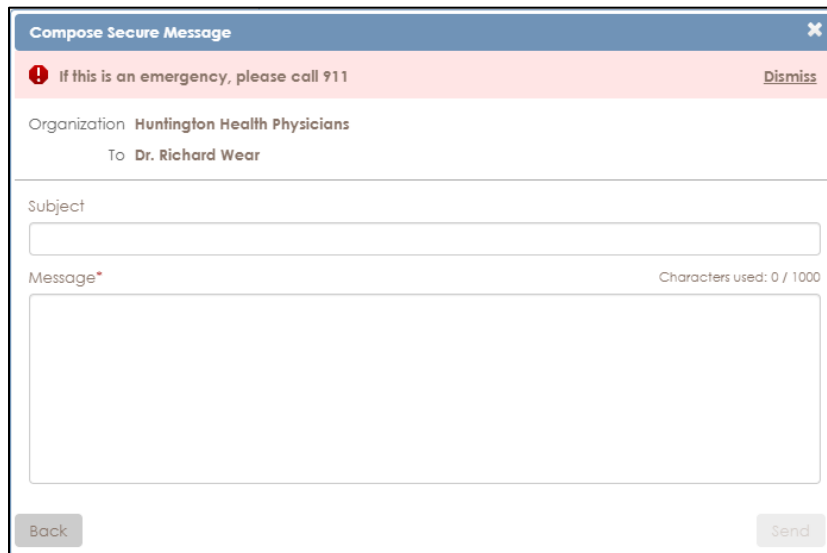 Compose Secure Message
If this is an emergency, please call 911 Dismiss
Organization Huntington Health Physicians
To Dr. Richard Wear
Subject
Message* Characters used: 0 / 1000
Back Send